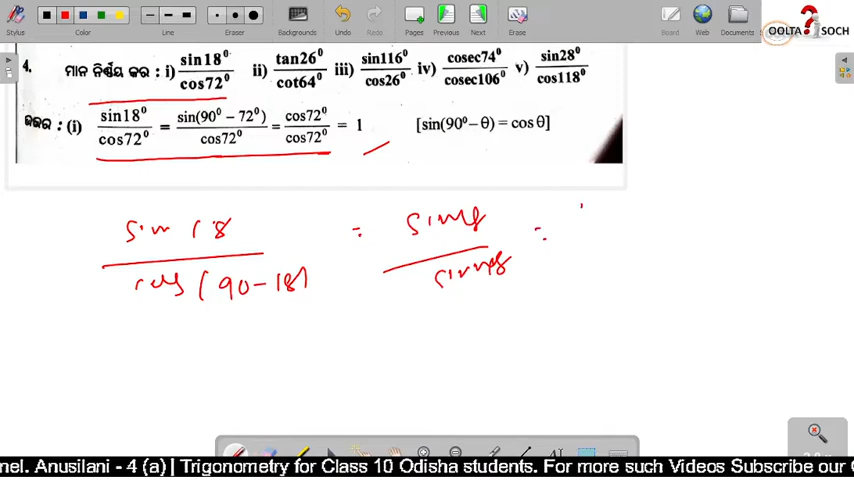 Stylus Color Line Eraser Backgrounds Undo Redo Pages Previous Next Erase Board Web Documents OOLTA SOCH
4. ମାନ ନିର୍ଣ୍ଣୟ କର : i) sin18⁰/cos72⁰ ii) tan26⁰/cot64⁰ iii) sin116⁰/cos26⁰ iv) cosec74⁰/cosec106⁰ v) sin28⁰/cos118⁰
(i) sin18⁰/cos72⁰ = sin(90⁰ – 72⁰)/cos72⁰ = cos72⁰/cos72⁰ = 1 [sin(90⁰ – θ) = cosθ]
sin 18 / cos (90-18) = sin18 / sin18 =
nel. Anusilani - 4 (a) | Trigonometry for Class 10 Odisha students. For more such Videos Subscribe our